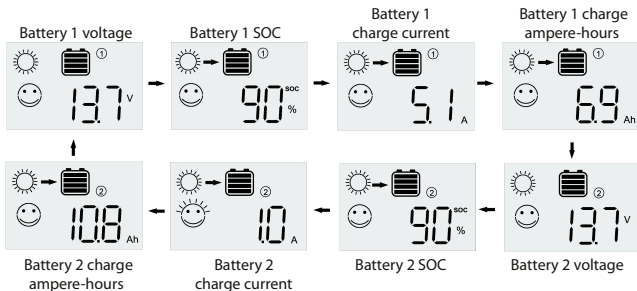 Battery 1 voltage
① 
13.7 V
Battery 1 SOC
①
90 soc %
Battery 1
charge current
①
5.1 A
Battery 1 charge
ampere-hours
①
6.9 Ah
②
13.7 V
Battery 2 voltage
②
90 soc %
Battery 2 SOC
②
1.0 A
Battery 2
charge current
②
10.8 Ah
Battery 2 charge
ampere-hours